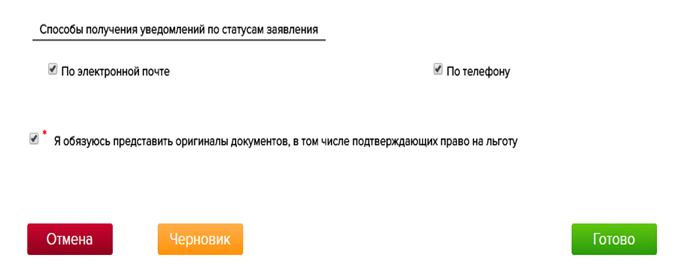 Способы получения уведомлений по статусам заявления
По электронной почте По телефону
* Я обязуюсь представить оригиналы документов, в том числе подтверждающих право на льготу
Отмена Черновик Готово